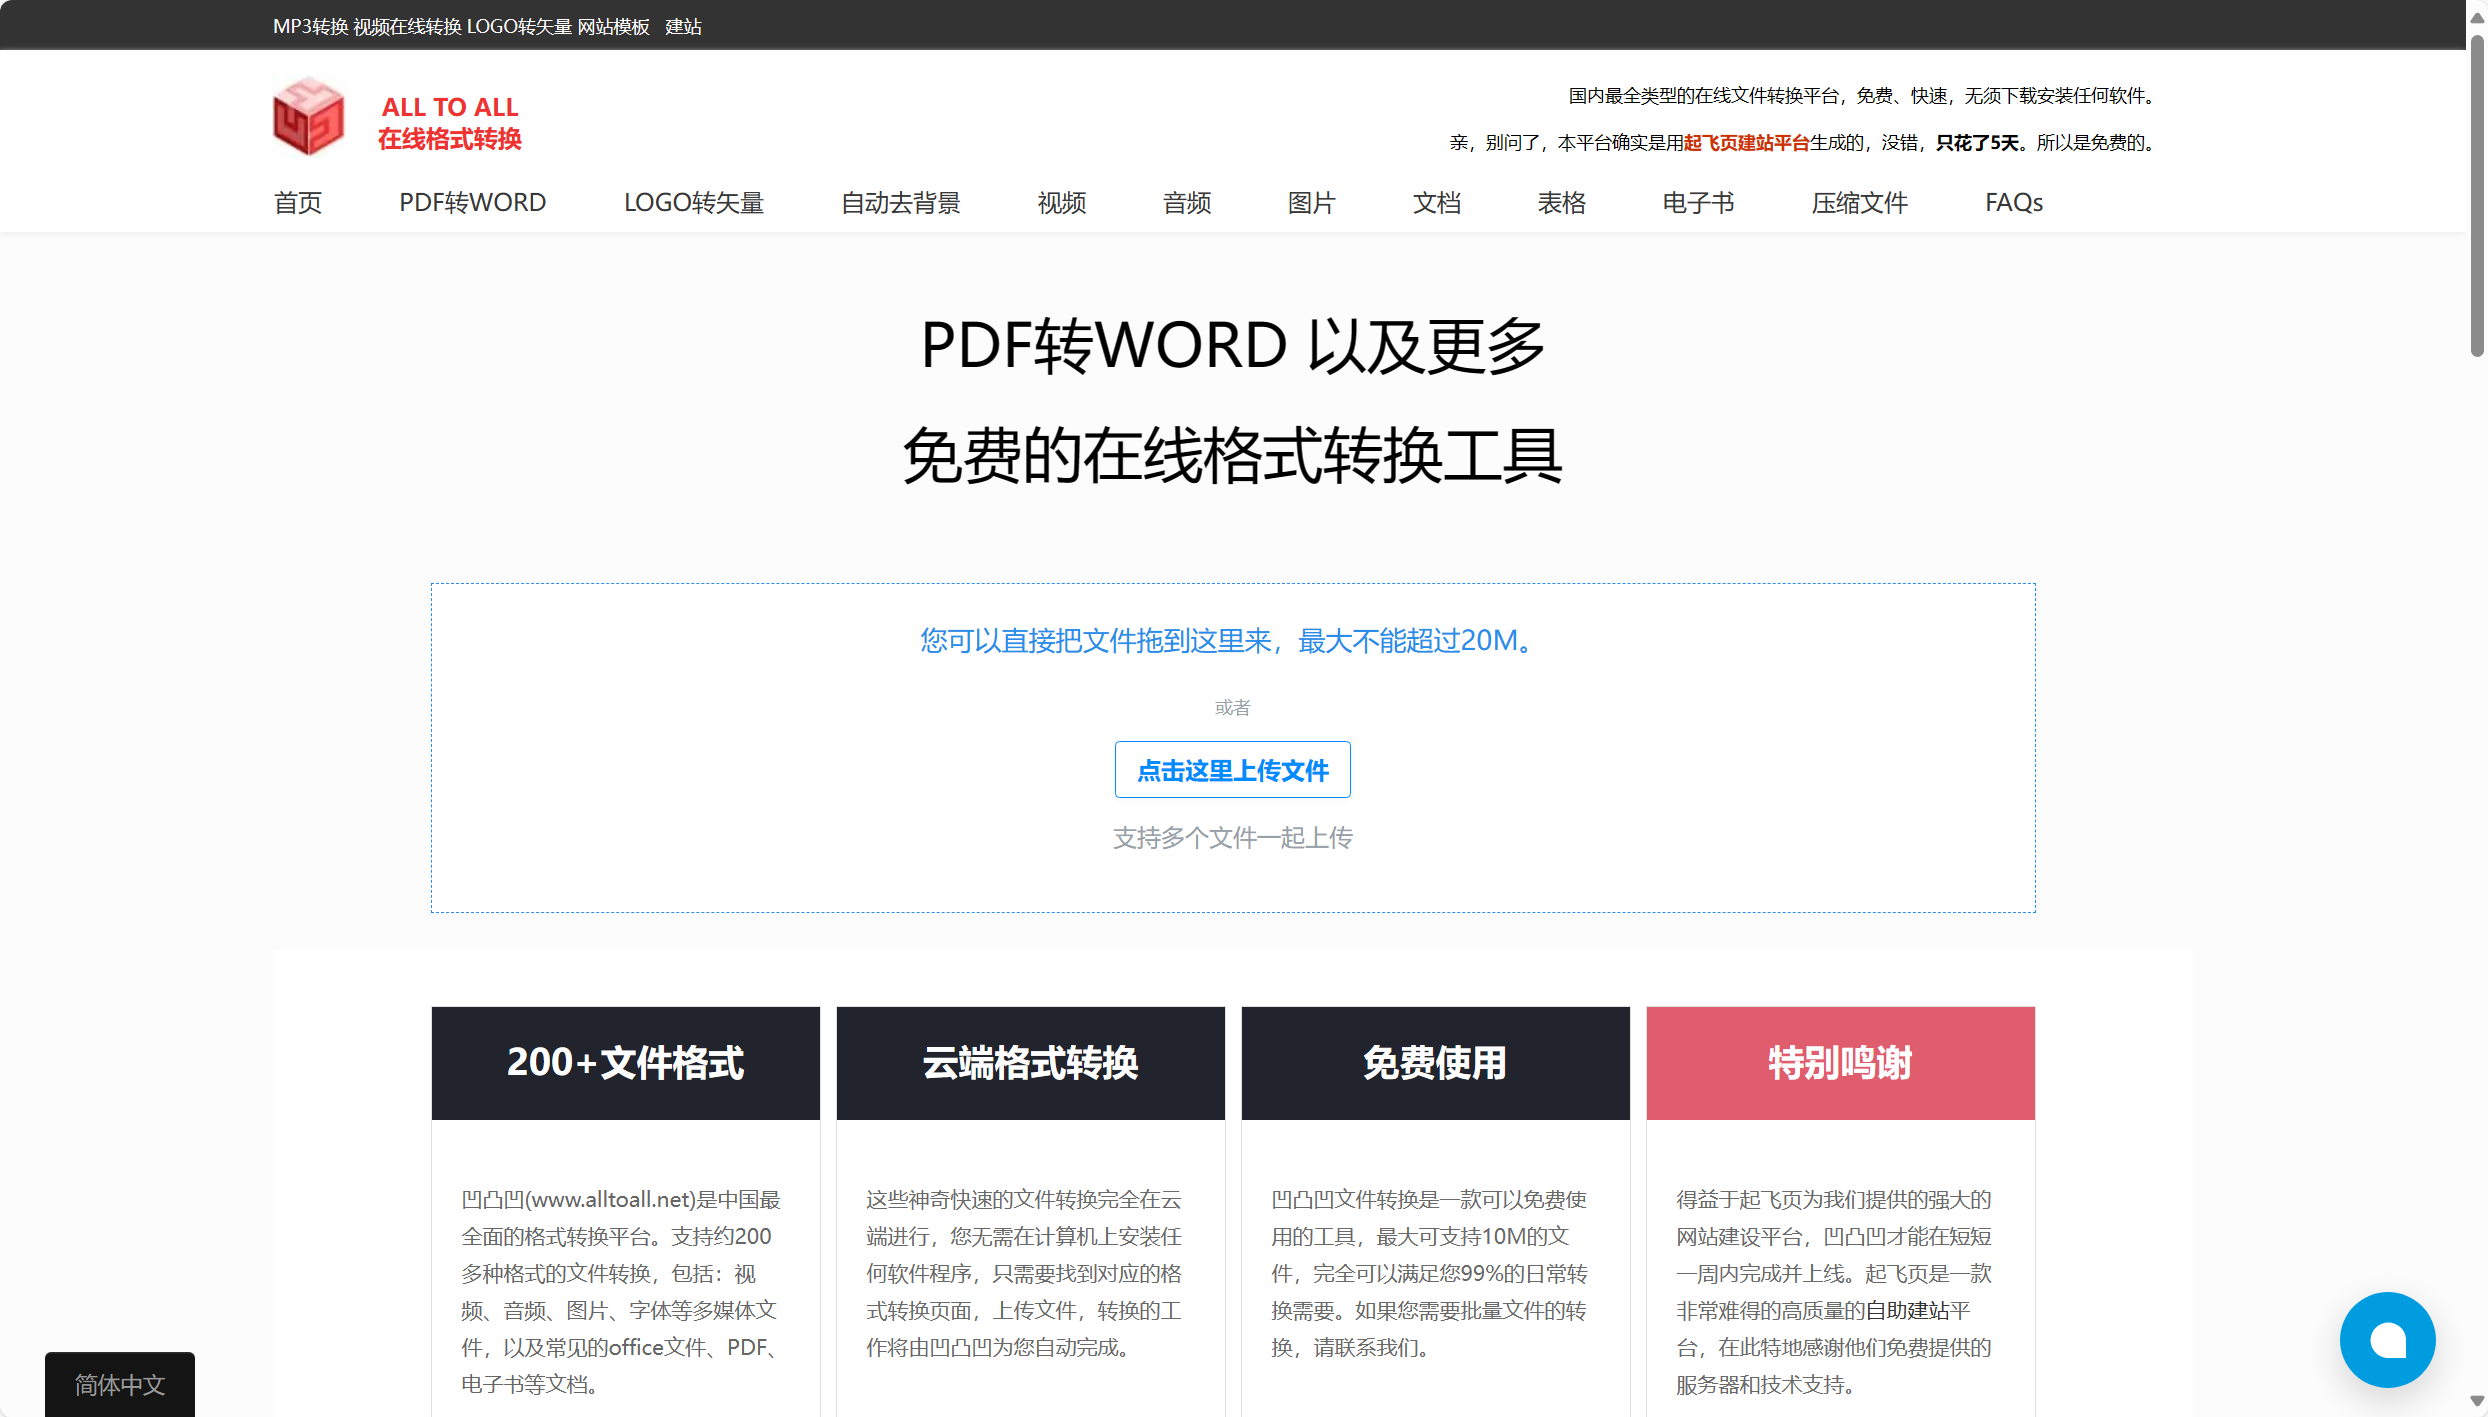 MP3转换 视频在线转换 LOGO转矢量 网站模板 建站
ALL TO ALL
在线格式转换
国内最全类型的在线文件转换平台，免费、快速，无须下载安装任何软件。
亲，别问了，本平台确实是用起飞页建站平台生成的，没错，只花了5天。所以是免费的。
首页 PDF转WORD LOGO转矢量 自动去背景 视频 音频 图片 文档 表格 电子书 压缩文件 FAQs
PDF转WORD 以及更多
免费的在线格式转换工具
您可以直接把文件拖到这里来，最大不能超过20M。
或者
点击这里上传文件
支持多个文件一起上传
200+文件格式
凹凸凹(www.alltoall.net)是中国最
全面的格式转换平台。支持约200
多种格式的文件转换，包括：视
频、音频、图片、字体等多媒体文
件，以及常见的office文件、PDF、
电子书等文档。
云端格式转换
这些神奇快速的文件转换完全在云
端进行，您无需在计算机上安装任
何软件程序，只需要找到对应的格
式转换页面，上传文件，转换的工
作将由凹凸凹为您自动完成。
免费使用
凹凸凹文件转换是一款可以免费使
用的工具，最大可支持10M的文
件，完全可以满足您99%的日常转
换需要。如果您需要批量文件的转
换，请联系我们。
特别鸣谢
得益于起飞页为我们提供的强大的
网站建设平台，凹凸凹才能在短短
一周内完成并上线。起飞页是一款
非常难得的高质量的自助建站平
台，在此特地感谢他们免费提供的
服务器和技术支持。
简体中文